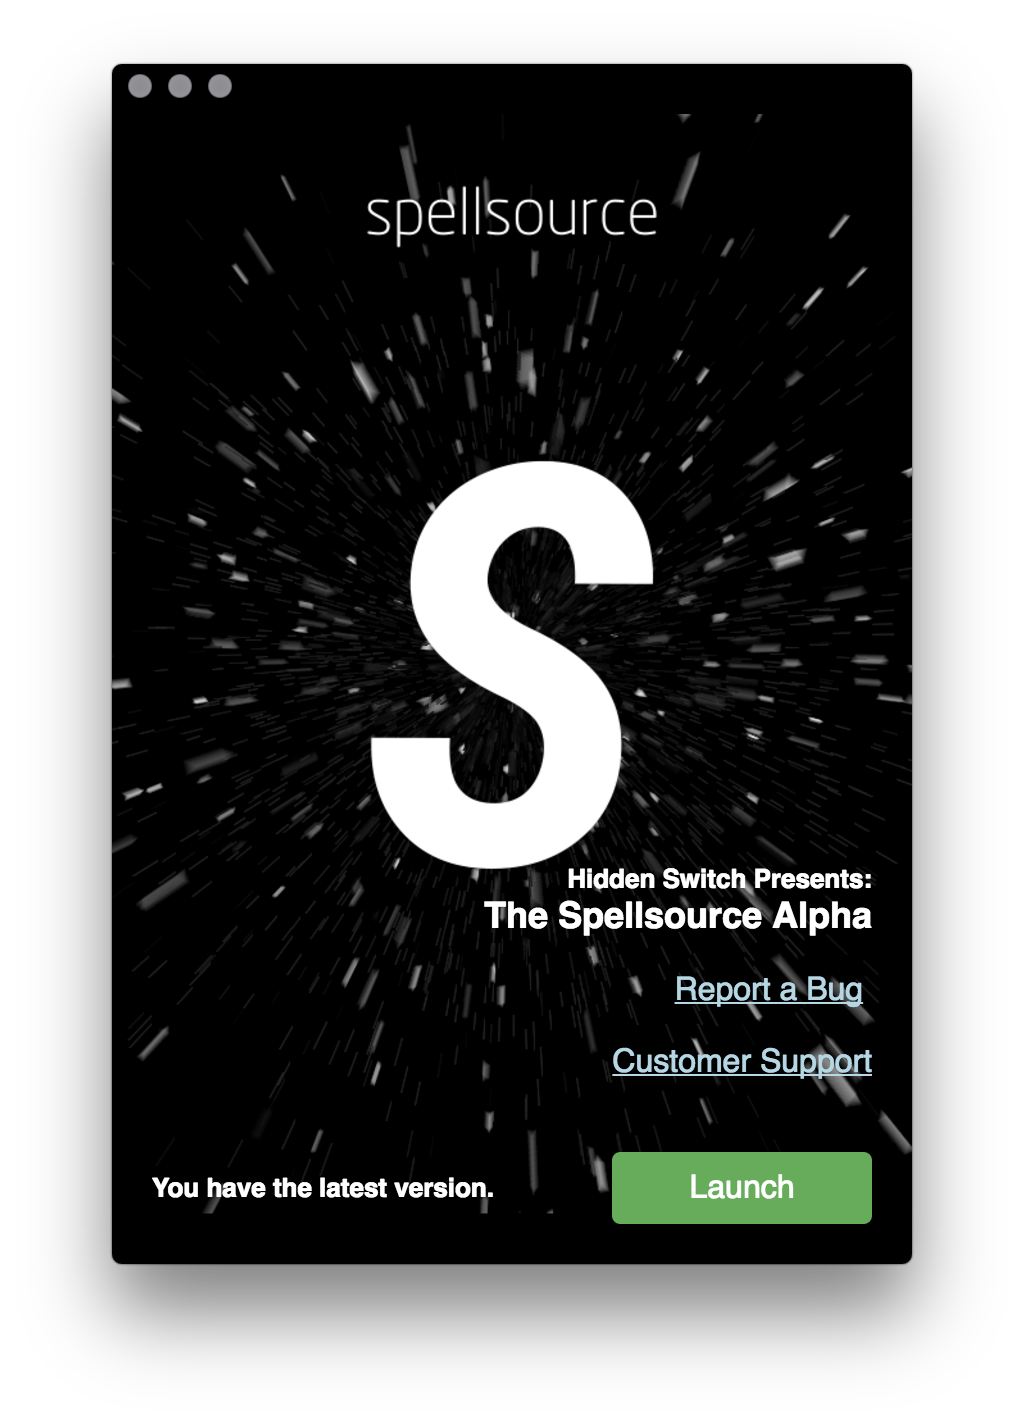 spellsource
S
Hidden Switch Presents:
The Spellsource Alpha
Report a Bug
Customer Support
You have the latest version.
Launch